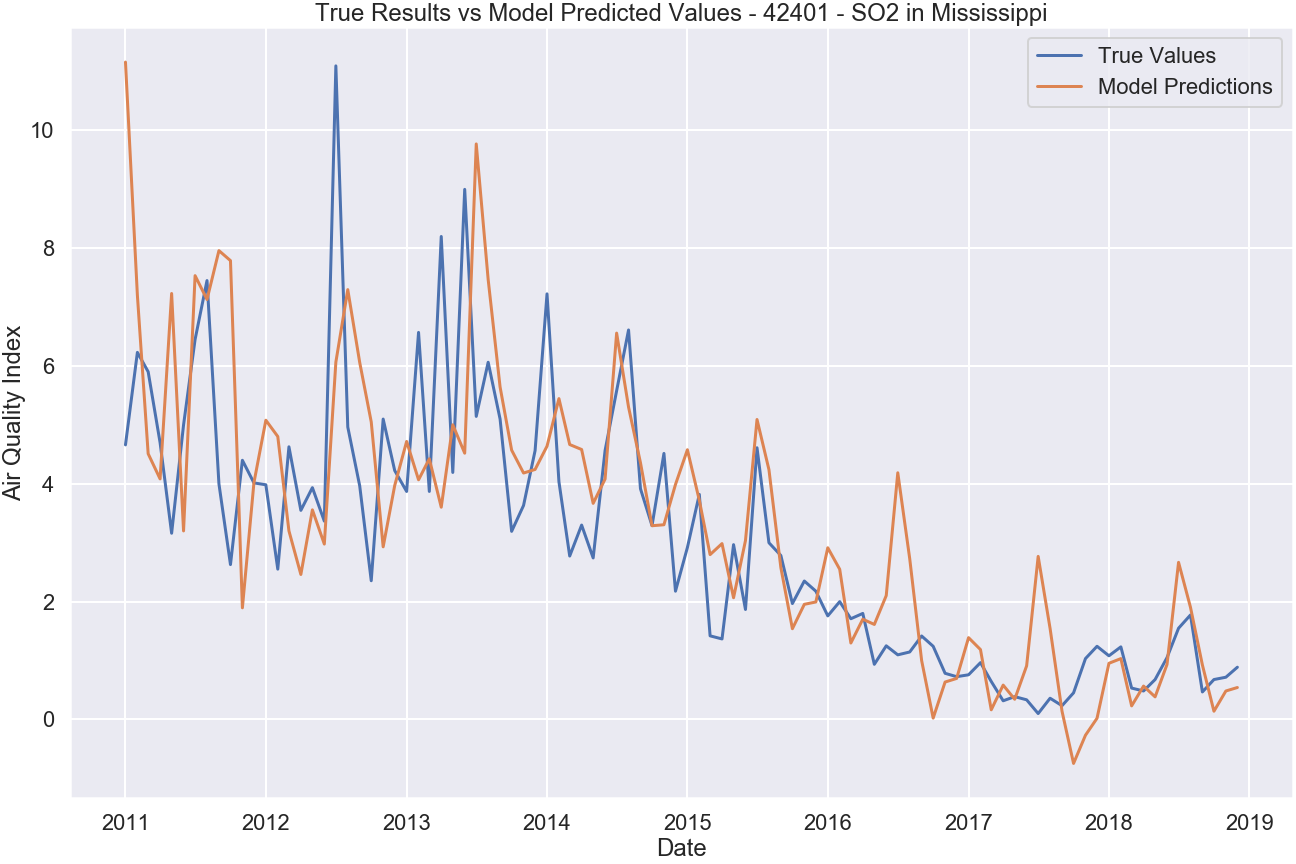 True Results vs Model Predicted Values - 42401 - SO2 in Mississippi
True Values
Model Predictions
Air Quality Index
10
8
6
4
2
0
2011 2012 2013 2014 2015 2016 2017 2018 2019
Date